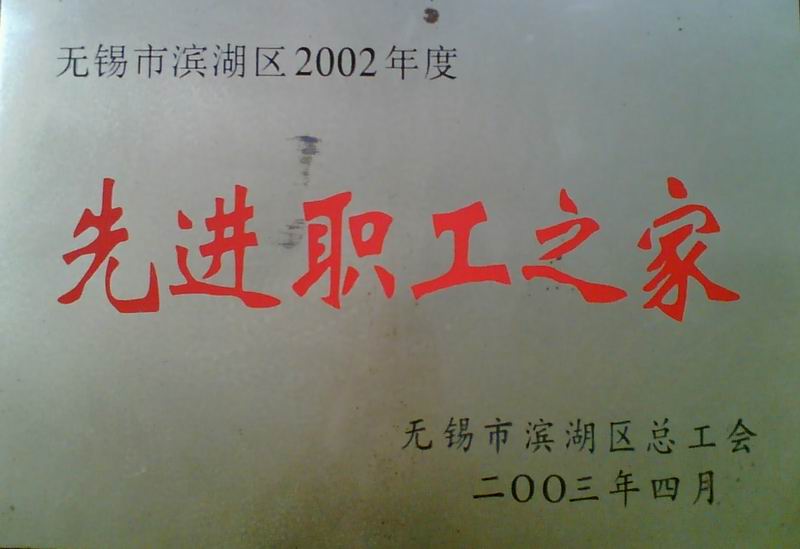 无锡市滨湖区2002年度
先进职工之家
无锡市滨湖区总工会
二OO三年四月